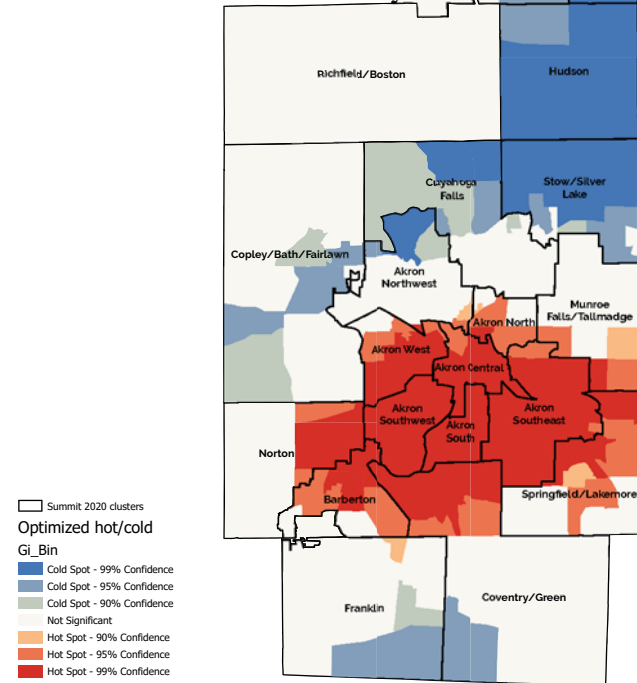 Richfield/Boston
Hudson
Cuyahoga
Falls
Stow/Silver
Lake
Copley/Bath/Fairlawn
Akron
Northwest
Munroe
Falls/Tallmadge
Akron North
Akron West
Akron Central
Akron
Southwest
Akron
South
Akron
Southeast
Norton
Barberton
Springfield/Lakemore
Franklin
Coventry/Green
Summit 2020 clusters
Optimized hot/cold
Gi_Bin
Cold Spot - 99% Confidence
Cold Spot - 95% Confidence
Cold Spot - 90% Confidence
Not Significant
Hot Spot - 90% Confidence
Hot Spot - 95% Confidence
Hot Spot - 99% Confidence